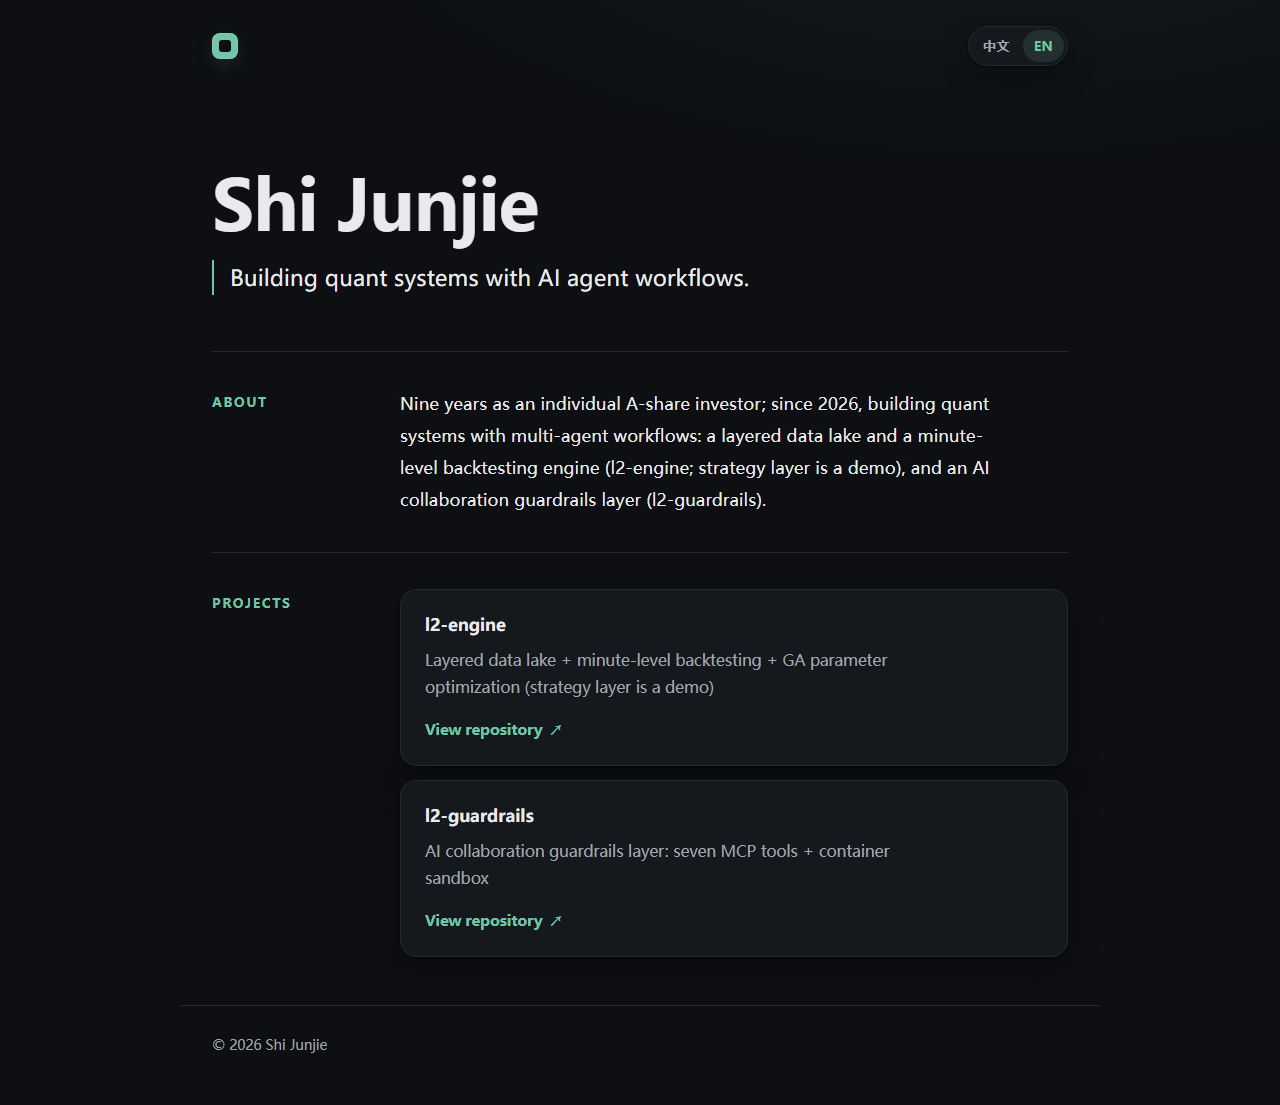 中文 EN
Shi Junjie
Building quant systems with AI agent workflows.
ABOUT
Nine years as an individual A-share investor; since 2026, building quant
systems with multi-agent workflows: a layered data lake and a minute-
level backtesting engine (l2-engine; strategy layer is a demo), and an AI
collaboration guardrails layer (l2-guardrails).
PROJECTS
l2-engine
Layered data lake + minute-level backtesting + GA parameter
optimization (strategy layer is a demo)
View repository ↗
l2-guardrails
AI collaboration guardrails layer: seven MCP tools + container
sandbox
View repository ↗
© 2026 Shi Junjie